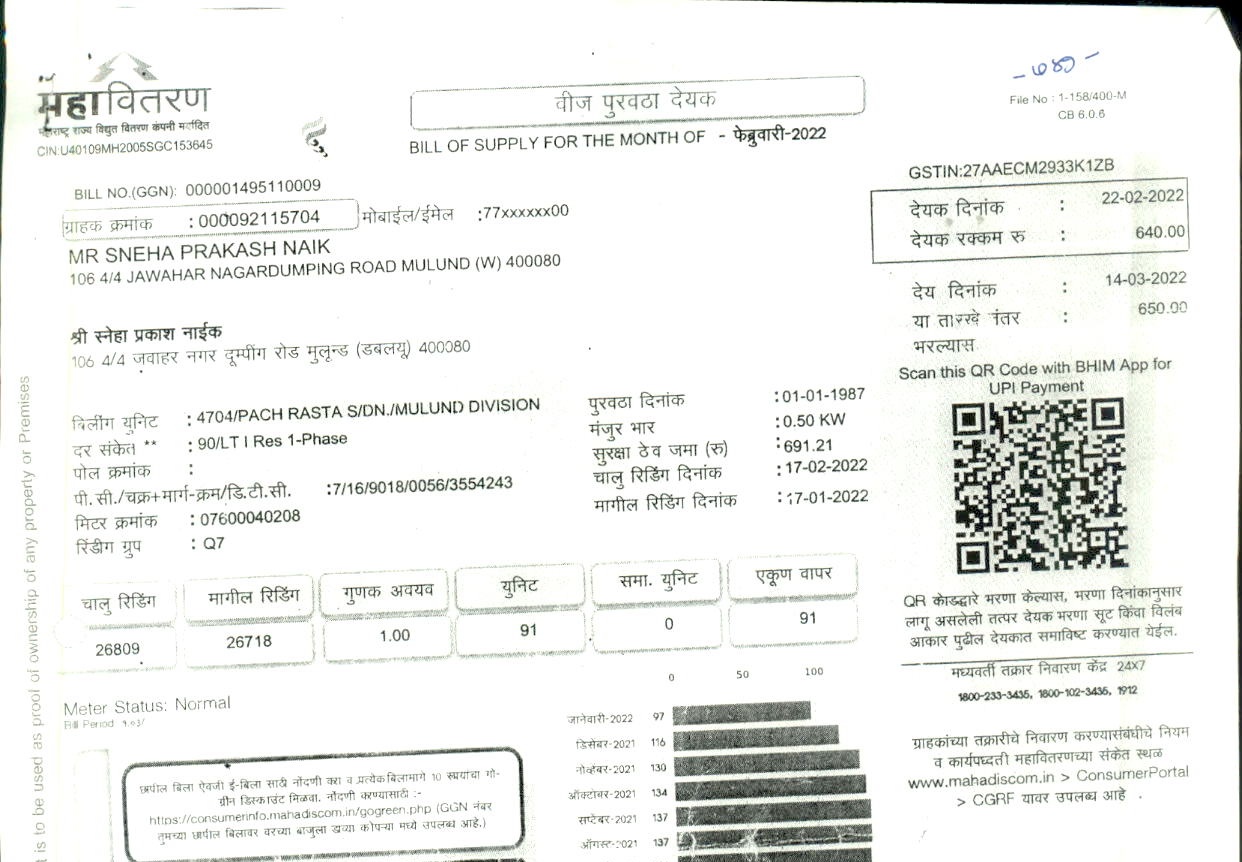 महावितरण
महाराष्ट्र राज्य विद्युत वितरण कंपनी मर्यादित
CIN:U40109MH2005SGC153645
वीज पुरवठा देयक
BILL OF SUPPLY FOR THE MONTH OF - फेब्रुवारी-2022
File No : 1-158/400-M
CB 6.0.6
GSTIN:27AAECM2933K1ZB
BILL NO.(GGN): 000001495110009
ग्राहक क्रमांक : 000092115704 मोबाईल/ईमेल :77xxxxxx00
MR SNEHA PRAKASH NAIK
106 4/4 JAWAHAR NAGARDUMPING ROAD MULUND (W) 400080
देयक दिनांक : 22-02-2022
देयक रक्कम रु : 640.00
देय दिनांक : 14-03-2022
या तारखे नंतर : 650.00
भरल्यास
श्री स्नेहा प्रकाश नाईक
106 4/4 जवाहर नगर दूम्पींग रोड मुलून्ड (डबलयू) 400080
Scan this QR Code with BHIM App for
UPI Payment
बिलींग युनिट : 4704/PACH RASTA S/DN./MULUND DIVISION
दर संकेत ** : 90/LT I Res 1-Phase
पोल क्रमांक :
पी.सी./चक्र+मार्ग-क्रम/डि.टी.सी. :7/16/9018/0056/3554243
मिटर क्रमांक : 07600040208
रिंडीग ग्रुप : Q7
पुरवठा दिनांक :01-01-1987
मंजुर भार :0.50 KW
सुरक्षा ठेव जमा (रु) :691.21
चालु रिडिंग दिनांक :17-02-2022
मागील रिडिंग दिनांक :17-01-2022
चालु रिडिंग मागील रिडिंग गुणक अवयव युनिट समा. युनिट एकूण वापर
26809 26718 1.00 91 0 91
QR कोडद्वारे भरणा केल्यास, भरणा दिनांकानुसार
लागू असलेली तत्पर देयक भरणा सूट किंवा विलंब
आकार पुढील देयकात समाविष्ट करण्यात येईल.
मध्यवर्ती तक्रार निवारण केंद्र 24X7
1800-233-3435, 1800-102-3435, 1912
ग्राहकांच्या तक्रारीचे निवारण करण्यासंबंधीचे नियम
व कार्यपध्दती महावितरणच्या संकेत स्थळ
www.mahadiscom.in > ConsumerPortal
> CGRF यावर उपलब्ध आहे .
Meter Status: Normal
Bill Period १.०३/
छापील बिला ऐवजी ई-बिला साठी नोंदणी करा व प्रत्येक बिलामागे 10 रुपयांचा गो-
ग्रीन डिस्काउंट मिळवा. नोंदणी करण्यासाठी :-
https://consumerinfo.mahadiscom.in/gogreen.php (GGN नंबर
तुमच्या छापील बिलावर वरच्या बाजुला डाव्या कोपऱ्या मध्ये उपलब्ध आहे.)
0 50 100
जानेवारी-2022 97
डिसेंबर-2021 116
नोव्हेंबर-2021 130
ऑक्टोबर-2021 134
सप्टेंबर-2021 137
ऑगस्ट-2021 137
it is to be used as proof of ownership of any property or Premises